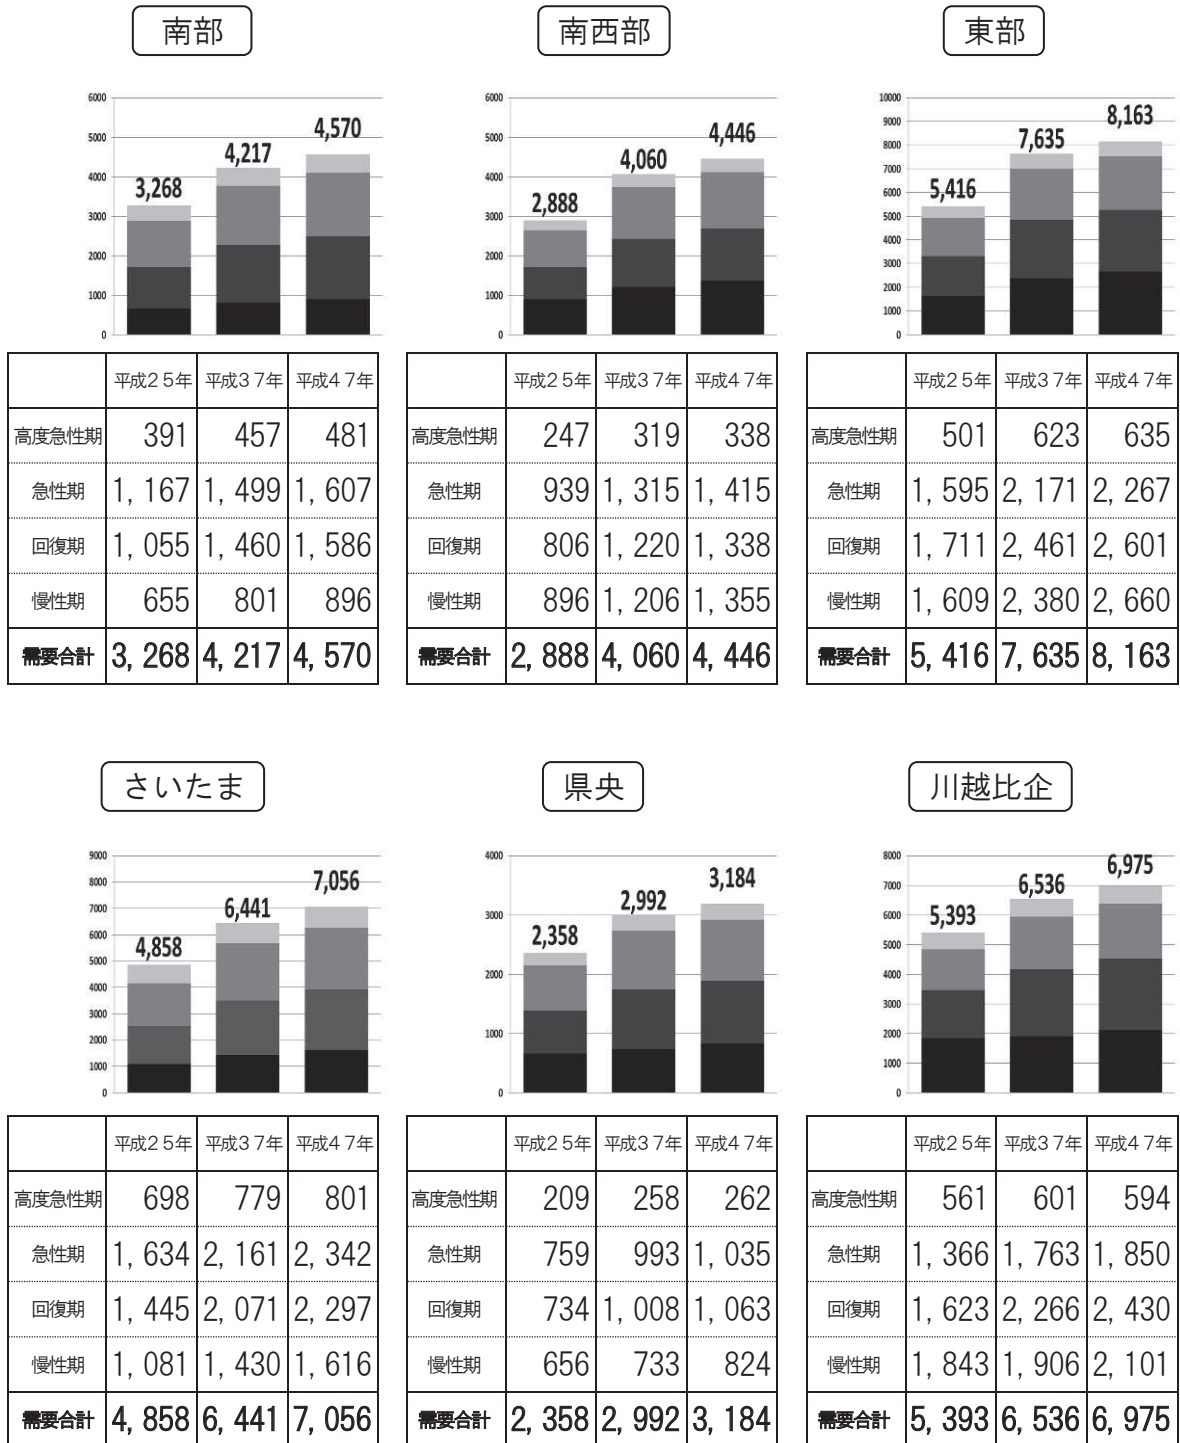 南部
6000
5000
4000
3000
2000
1000
0
3,268
4,217
4,570
平成25年 平成37年 平成47年
高度急性期 391 457 481
急性期 1,167 1,499 1,607
回復期 1,055 1,460 1,586
慢性期 655 801 896
需要合計 3,268 4,217 4,570
南西部
6000
5000
4000
3000
2000
1000
0
2,888
4,060
4,446
平成25年 平成37年 平成47年
高度急性期 247 319 338
急性期 939 1,315 1,415
回復期 806 1,220 1,338
慢性期 896 1,206 1,355
需要合計 2,888 4,060 4,446
東部
10000
9000
8000
7000
6000
5000
4000
3000
2000
1000
0
5,416
7,635
8,163
平成25年 平成37年 平成47年
高度急性期 501 623 635
急性期 1,595 2,171 2,267
回復期 1,711 2,461 2,601
慢性期 1,609 2,380 2,660
需要合計 5,416 7,635 8,163
さいたま
9000
8000
7000
6000
5000
4000
3000
2000
1000
0
4,858
6,441
7,056
平成25年 平成37年 平成47年
高度急性期 698 779 801
急性期 1,634 2,161 2,342
回復期 1,445 2,071 2,297
慢性期 1,081 1,430 1,616
需要合計 4,858 6,441 7,056
県央
4000
3000
2000
1000
0
2,358
2,992
3,184
平成25年 平成37年 平成47年
高度急性期 209 258 262
急性期 759 993 1,035
回復期 734 1,008 1,063
慢性期 656 733 824
需要合計 2,358 2,992 3,184
川越比企
8000
7000
6000
5000
4000
3000
2000
1000
0
5,393
6,536
6,975
平成25年 平成37年 平成47年
高度急性期 561 601 594
急性期 1,366 1,763 1,850
回復期 1,623 2,266 2,430
慢性期 1,843 1,906 2,101
需要合計 5,393 6,536 6,975